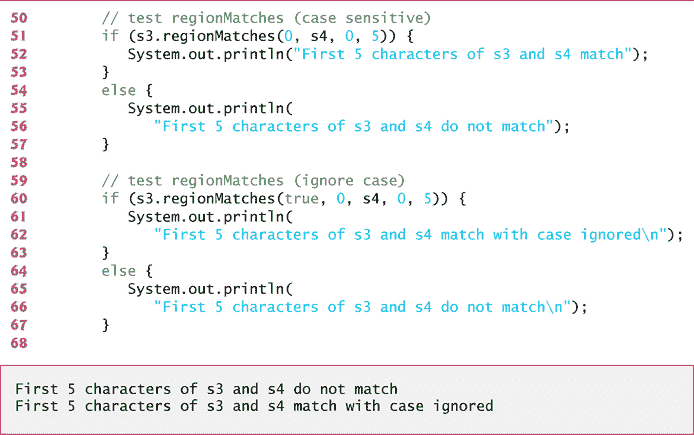 50 // test regionMatches (case sensitive)
51 if (s3.regionMatches(0, s4, 0, 5)) {
52 System.out.println("First 5 characters of s3 and s4 match");
53 }
54 else {
55 System.out.println(
56 "First 5 characters of s3 and s4 do not match");
57 }
58
59 // test regionMatches (ignore case)
60 if (s3.regionMatches(true, 0, s4, 0, 5)) {
61 System.out.println(
62 "First 5 characters of s3 and s4 match with case ignored\n");
63 }
64 else {
65 System.out.println(
66 "First 5 characters of s3 and s4 do not match\n");
67 }
68
First 5 characters of s3 and s4 do not match
First 5 characters of s3 and s4 match with case ignored